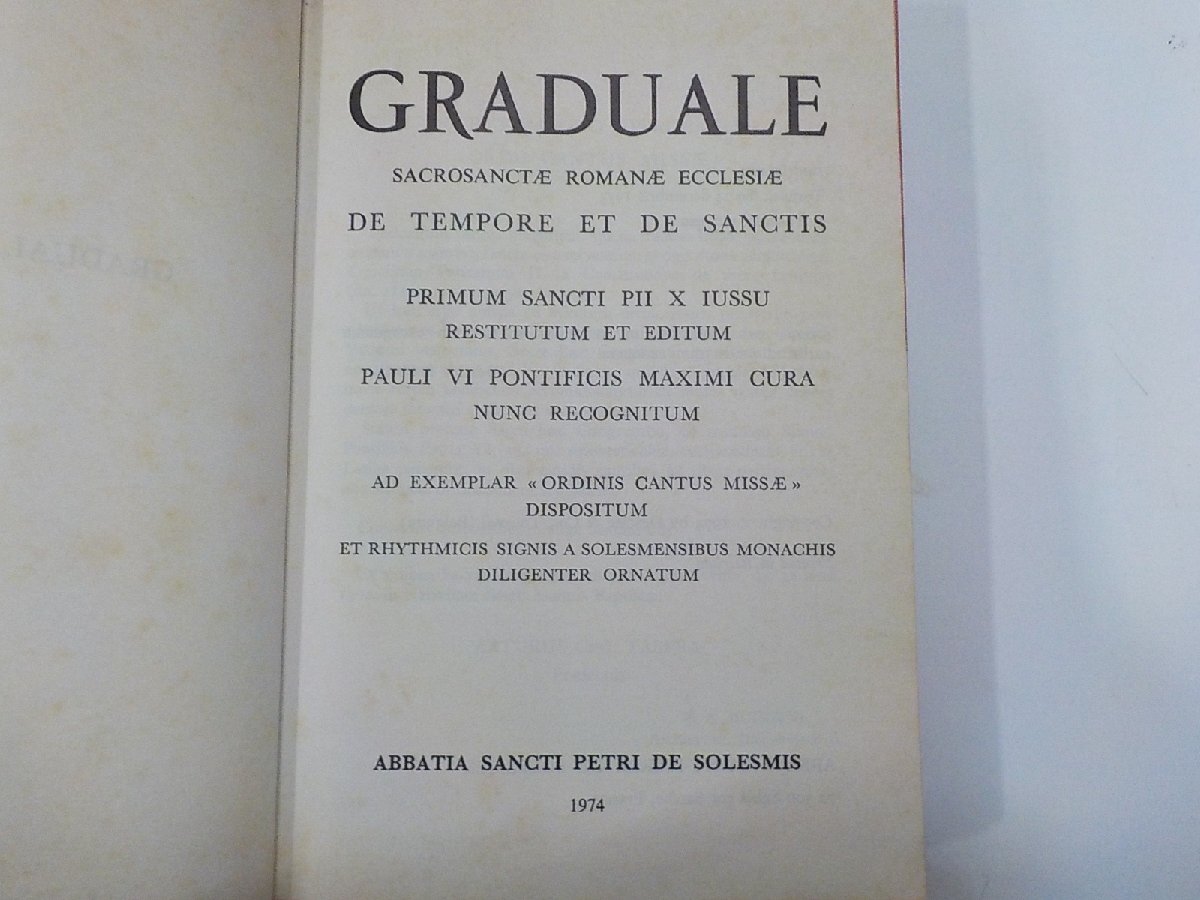 GRADUALE
SACROSANCTÆ ROMANÆ ECCLESIÆ
DE TEMPORE ET DE SANCTIS
PRIMUM SANCTI PII X IUSSU
RESTITUTUM ET EDITUM
PAULI VI PONTIFICIS MAXIMI CURA
NUNC RECOGNITUM
AD EXEMPLAR « ORDINIS CANTUS MISSÆ »
DISPOSITUM
ET RHYTHMICIS SIGNIS A SOLESMENSIBUS MONACHIS
DILIGENTER ORNATUM
ABBATIA SANCTI PETRI DE SOLESMIS
1974